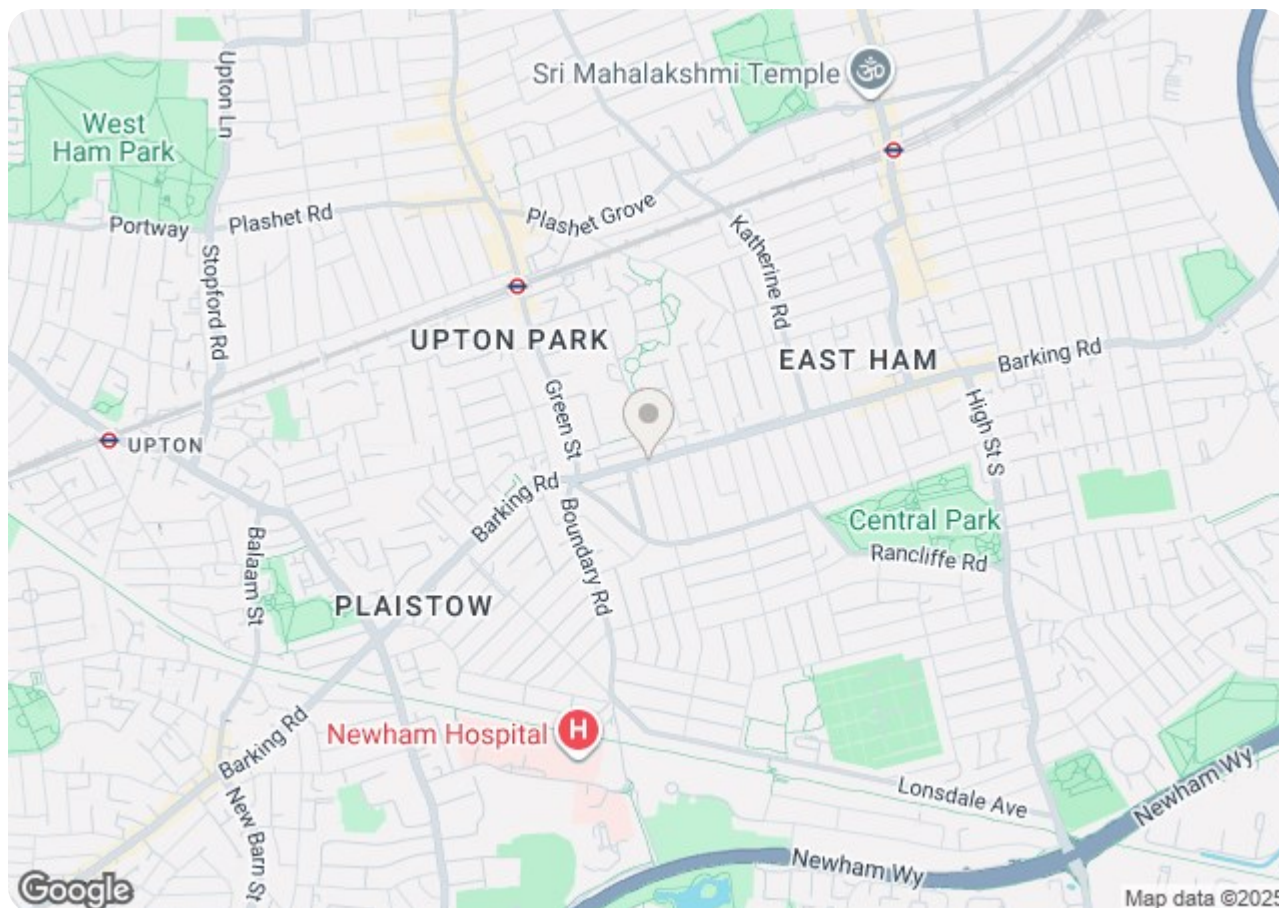 Sri Mahalakshmi Temple
ॐ
Upton Ln
West
Ham Park
Portway
Plashet Rd
Plashet Grove
Stopford Rd
Katherine Rd
UPTON PARK
EAST HAM
Barking Rd
Green St
High St S
UPTON
Barking Rd
Boundary Rd
Central Park
Rancliffe Rd
Balaam St
PLAISTOW
Newham Hospital
H
Barking Rd
New Barn St
Lonsdale Ave
Newham Wy
Newham Wy
Google
Map data ©2025